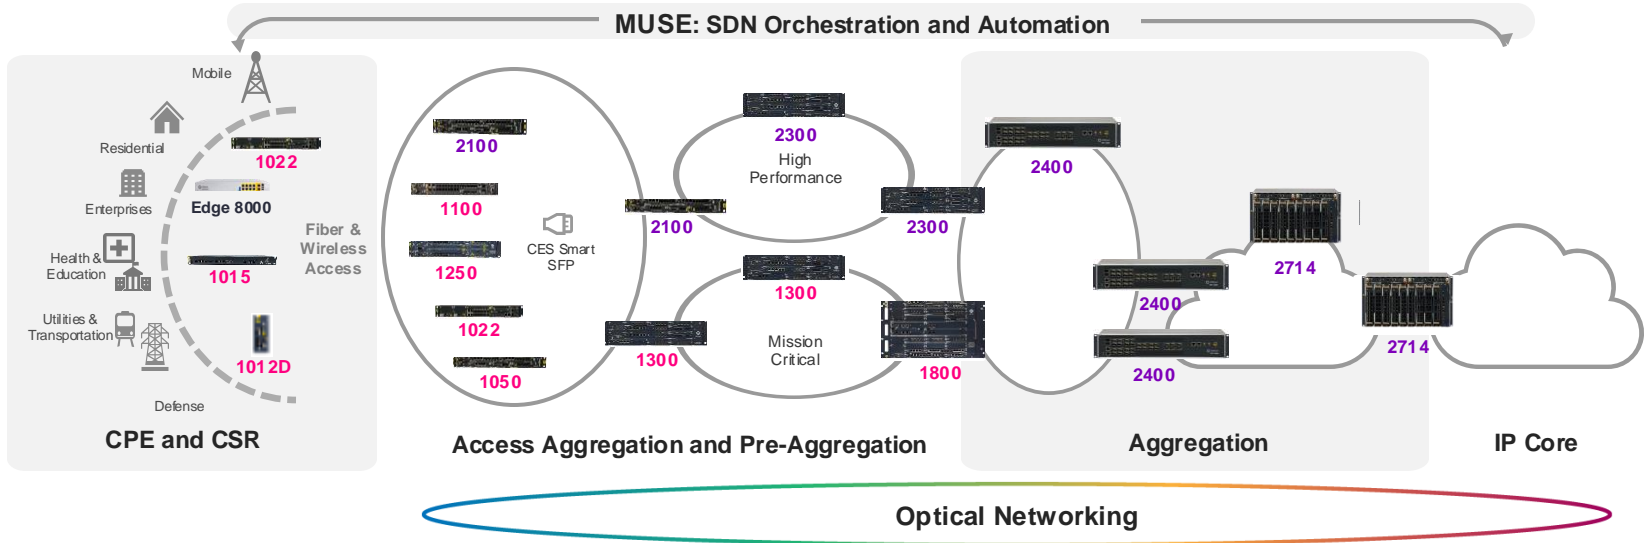 MUSE: SDN Orchestration and Automation
Mobile
Residential
Enterprises
Health &
Education
Utilities &
Transportation
Defense
1022
Edge 8000
1015
1012D
Fiber &
Wireless
Access
CPE and CSR
2100
1100
1250
1022
1050
CES Smart
SFP
2100
1300
2300
High
Performance
2300
1300
Mission
Critical
1800
Access Aggregation and Pre-Aggregation
2400
2400
2400
2714
2714
Aggregation
IP Core
Optical Networking